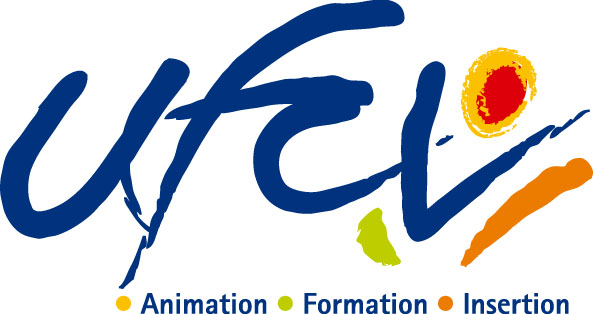 UFCV
• Animation • Formation • Insertion